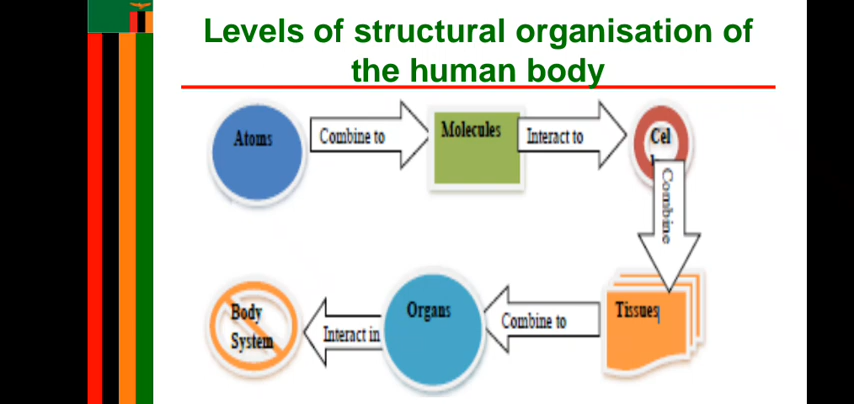 Levels of structural organisation of
the human body
Atoms
Combine to
Molecules
Interact to
Cel
Combine
Tissues
Combine to
Organs
Interact in
Body
System